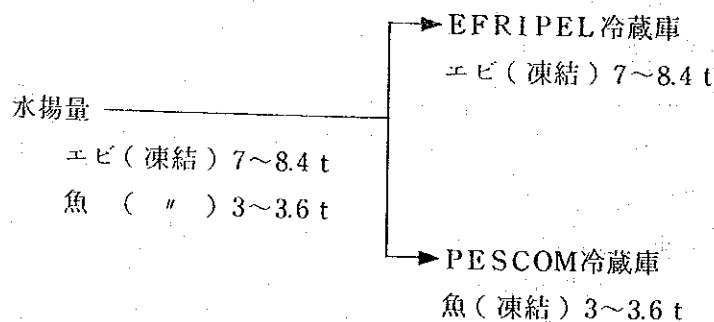 EFRIPEL冷蔵庫
エビ(凍結)7~8.4 t
水揚量
エビ(凍結)7~8.4 t
魚 ( 〃 )3~3.6 t
PESCOM冷蔵庫
魚(凍結)3~3.6 t